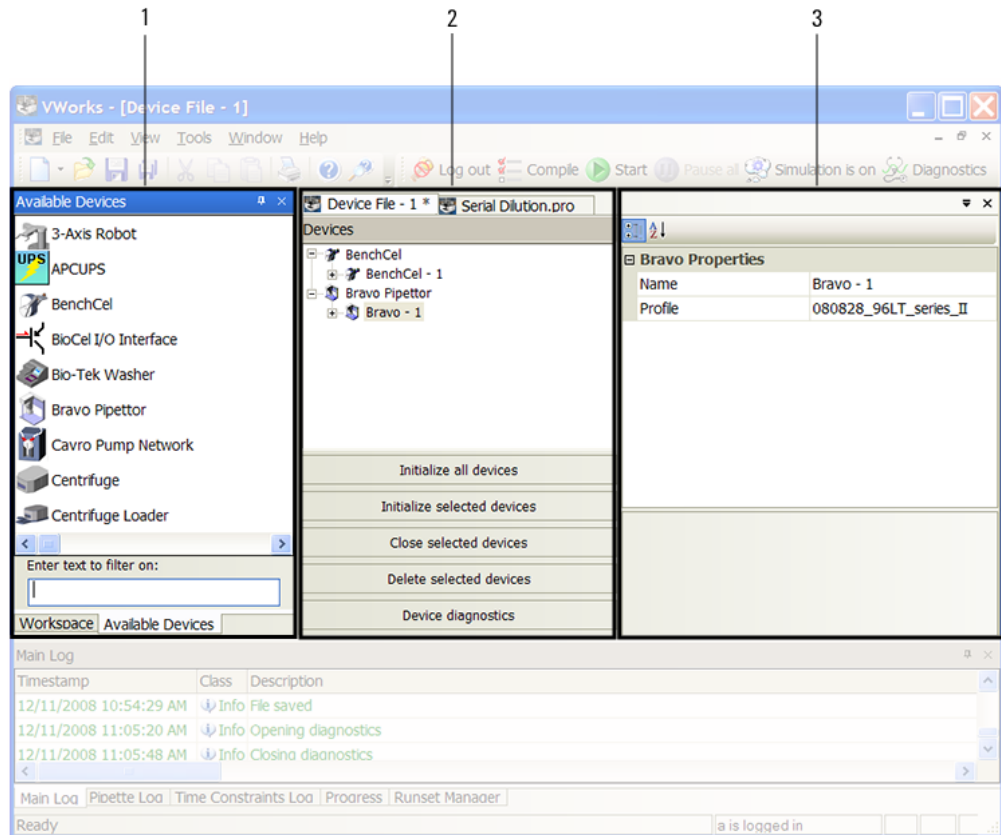 1 2 3
VWorks - [Device File - 1]
File Edit View Tools Window Help
Log out Compile Start Pause all Simulation is on Diagnostics
Available Devices
3-Axis Robot
UPS
APCUPS
BenchCel
BioCel I/O Interface
Bio-Tek Washer
Bravo Pipettor
Cavro Pump Network
Centrifuge
Centrifuge Loader
Enter text to filter on:
Workspace Available Devices
Device File - 1 * Serial Dilution.pro
Devices
BenchCel
BenchCel - 1
Bravo Pipettor
Bravo - 1
Initialize all devices
Initialize selected devices
Close selected devices
Delete selected devices
Device diagnostics
Bravo Properties
Name Bravo - 1
Profile 080828_96LT_series_II
Main Log
Timestamp Class Description
12/11/2008 10:54:29 AM Info File saved
12/11/2008 11:05:20 AM Info Opening diagnostics
12/11/2008 11:05:48 AM Info Closing diagnostics
Main Log Pipette Log Time Constraints Log Progress Runset Manager
Ready a is logged in